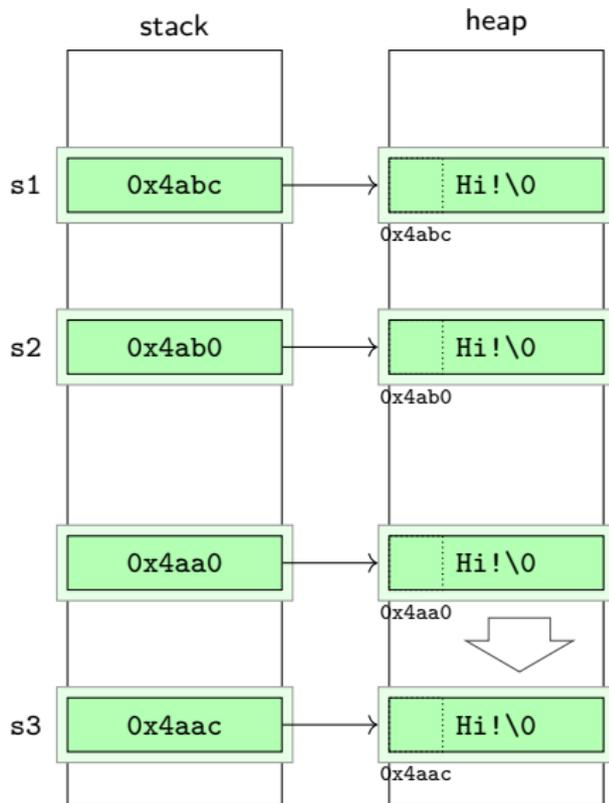 stack heap
s1 0x4abc Hi!\0
0x4abc
s2 0x4ab0 Hi!\0
0x4ab0
0x4aa0 Hi!\0
0x4aa0
s3 0x4aac Hi!\0
0x4aac